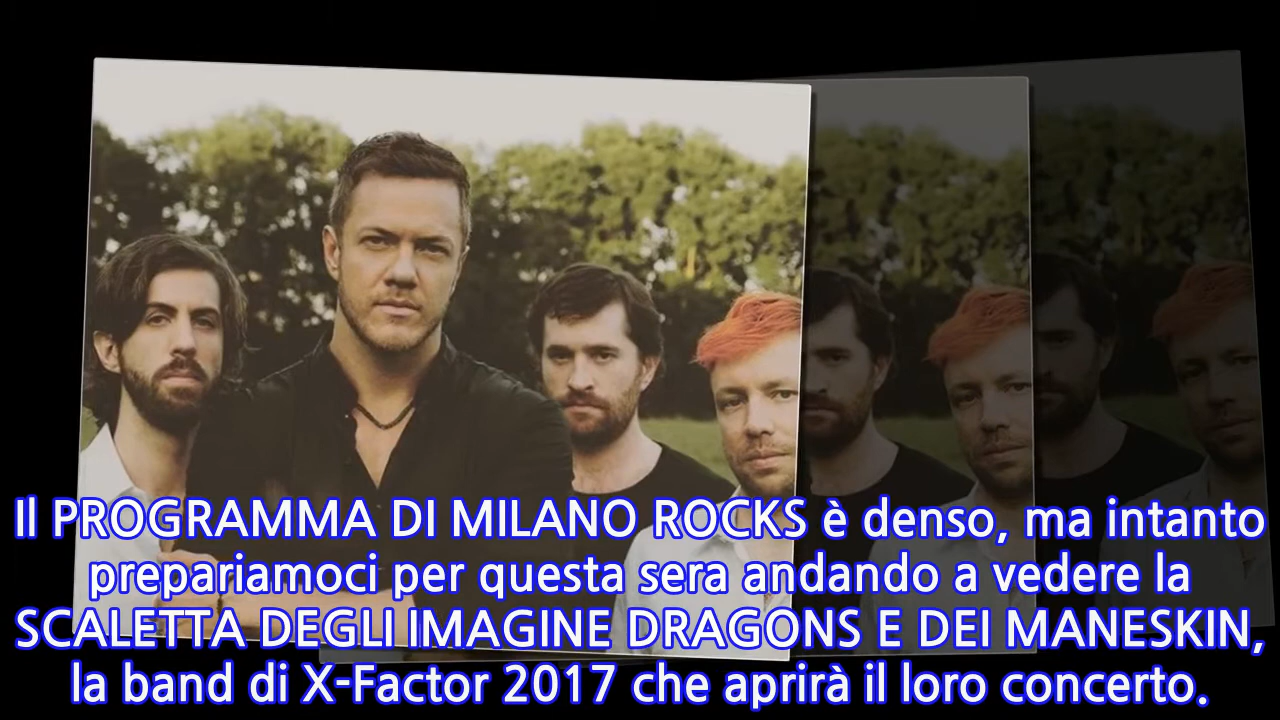 Il PROGRAMMA DI MILANO ROCKS è denso, ma intanto
prepariamoci per questa sera andando a vedere la
SCALETTA DEGLI IMAGINE DRAGONS E DEI MANESKIN,
la band di X-Factor 2017 che aprirà il loro concerto.